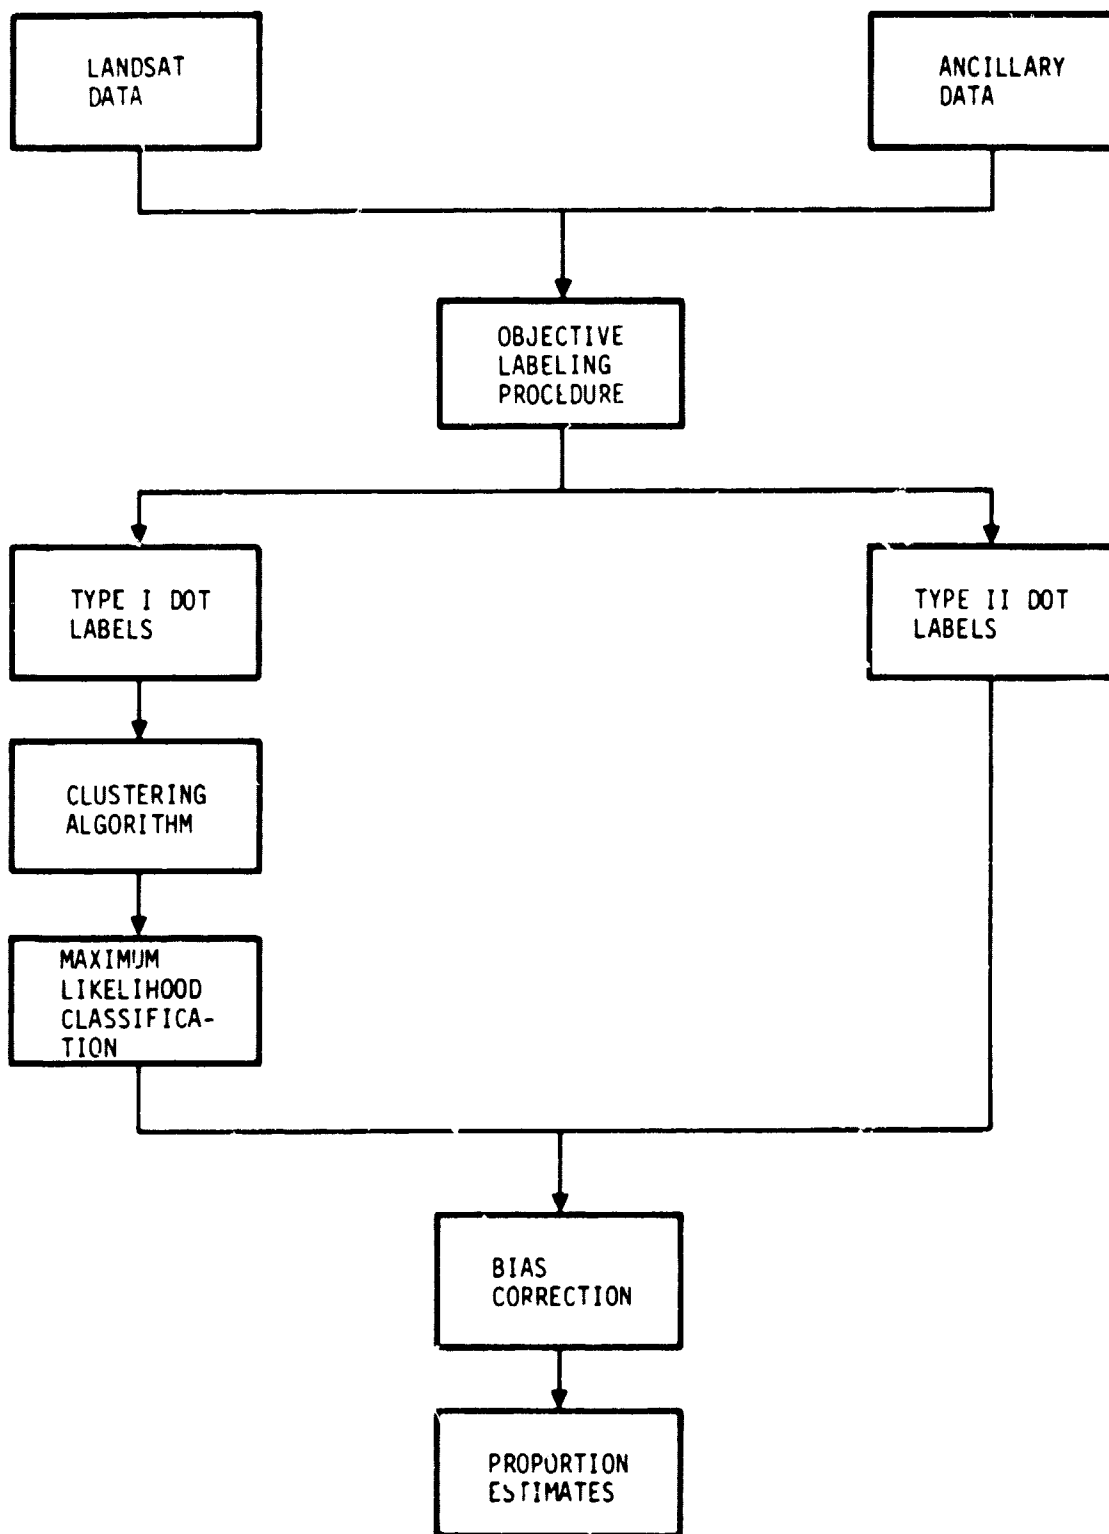 LANDSAT
DATA
ANCILLARY
DATA
OBJECTIVE
LABELING
PROCEDURE
TYPE I DOT
LABELS
TYPE II DOT
LABELS
CLUSTERING
ALGORITHM
MAXIMUM
LIKELIHOOD
CLASSIFICA-
TION
BIAS
CORRECTION
PROPORTION
ESTIMATES